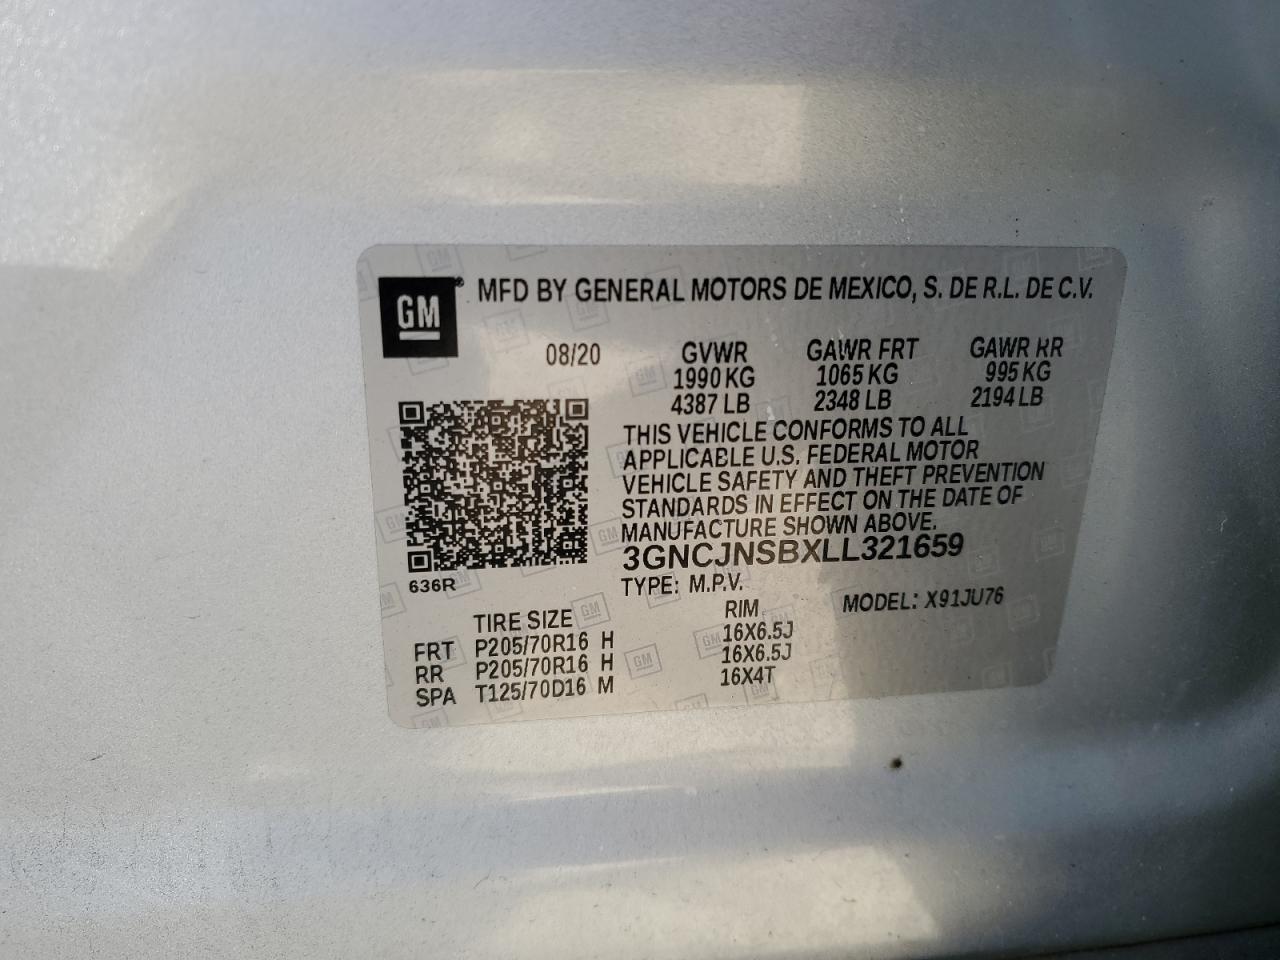 GM® MFD BY GENERAL MOTORS DE MEXICO, S. DE R.L. DE C.V.
08/20 GVWR GAWR FRT GAWR RR
1990 KG 1065 KG 995 KG
4387 LB 2348 LB 2194 LB
THIS VEHICLE CONFORMS TO ALL
APPLICABLE U.S. FEDERAL MOTOR
VEHICLE SAFETY AND THEFT PREVENTION
STANDARDS IN EFFECT ON THE DATE OF
MANUFACTURE SHOWN ABOVE.
3GNCJNSBXLL321659
636R
TYPE: M.P.V. MODEL: X91JU76
TIRE SIZE RIM
FRT P205/70R16 H 16X6.5J
RR P205/70R16 H 16X6.5J
SPA T125/70D16 M 16X4T